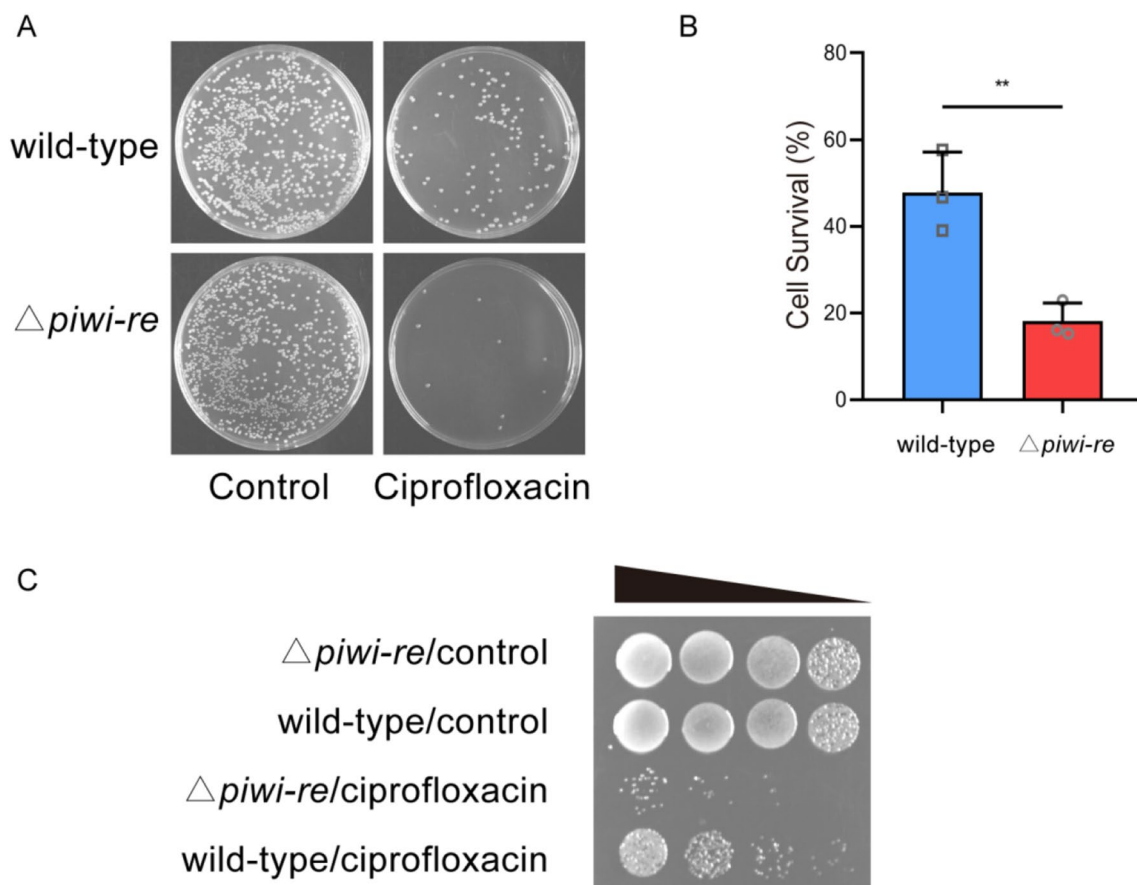 A
wild-type
△piwi-re
Control Ciprofloxacin
B
80
60
40
20
0
Cell Survival (%)
**
wild-type △piwi-re
C
△piwi-re/control
wild-type/control
△piwi-re/ciprofloxacin
wild-type/ciprofloxacin